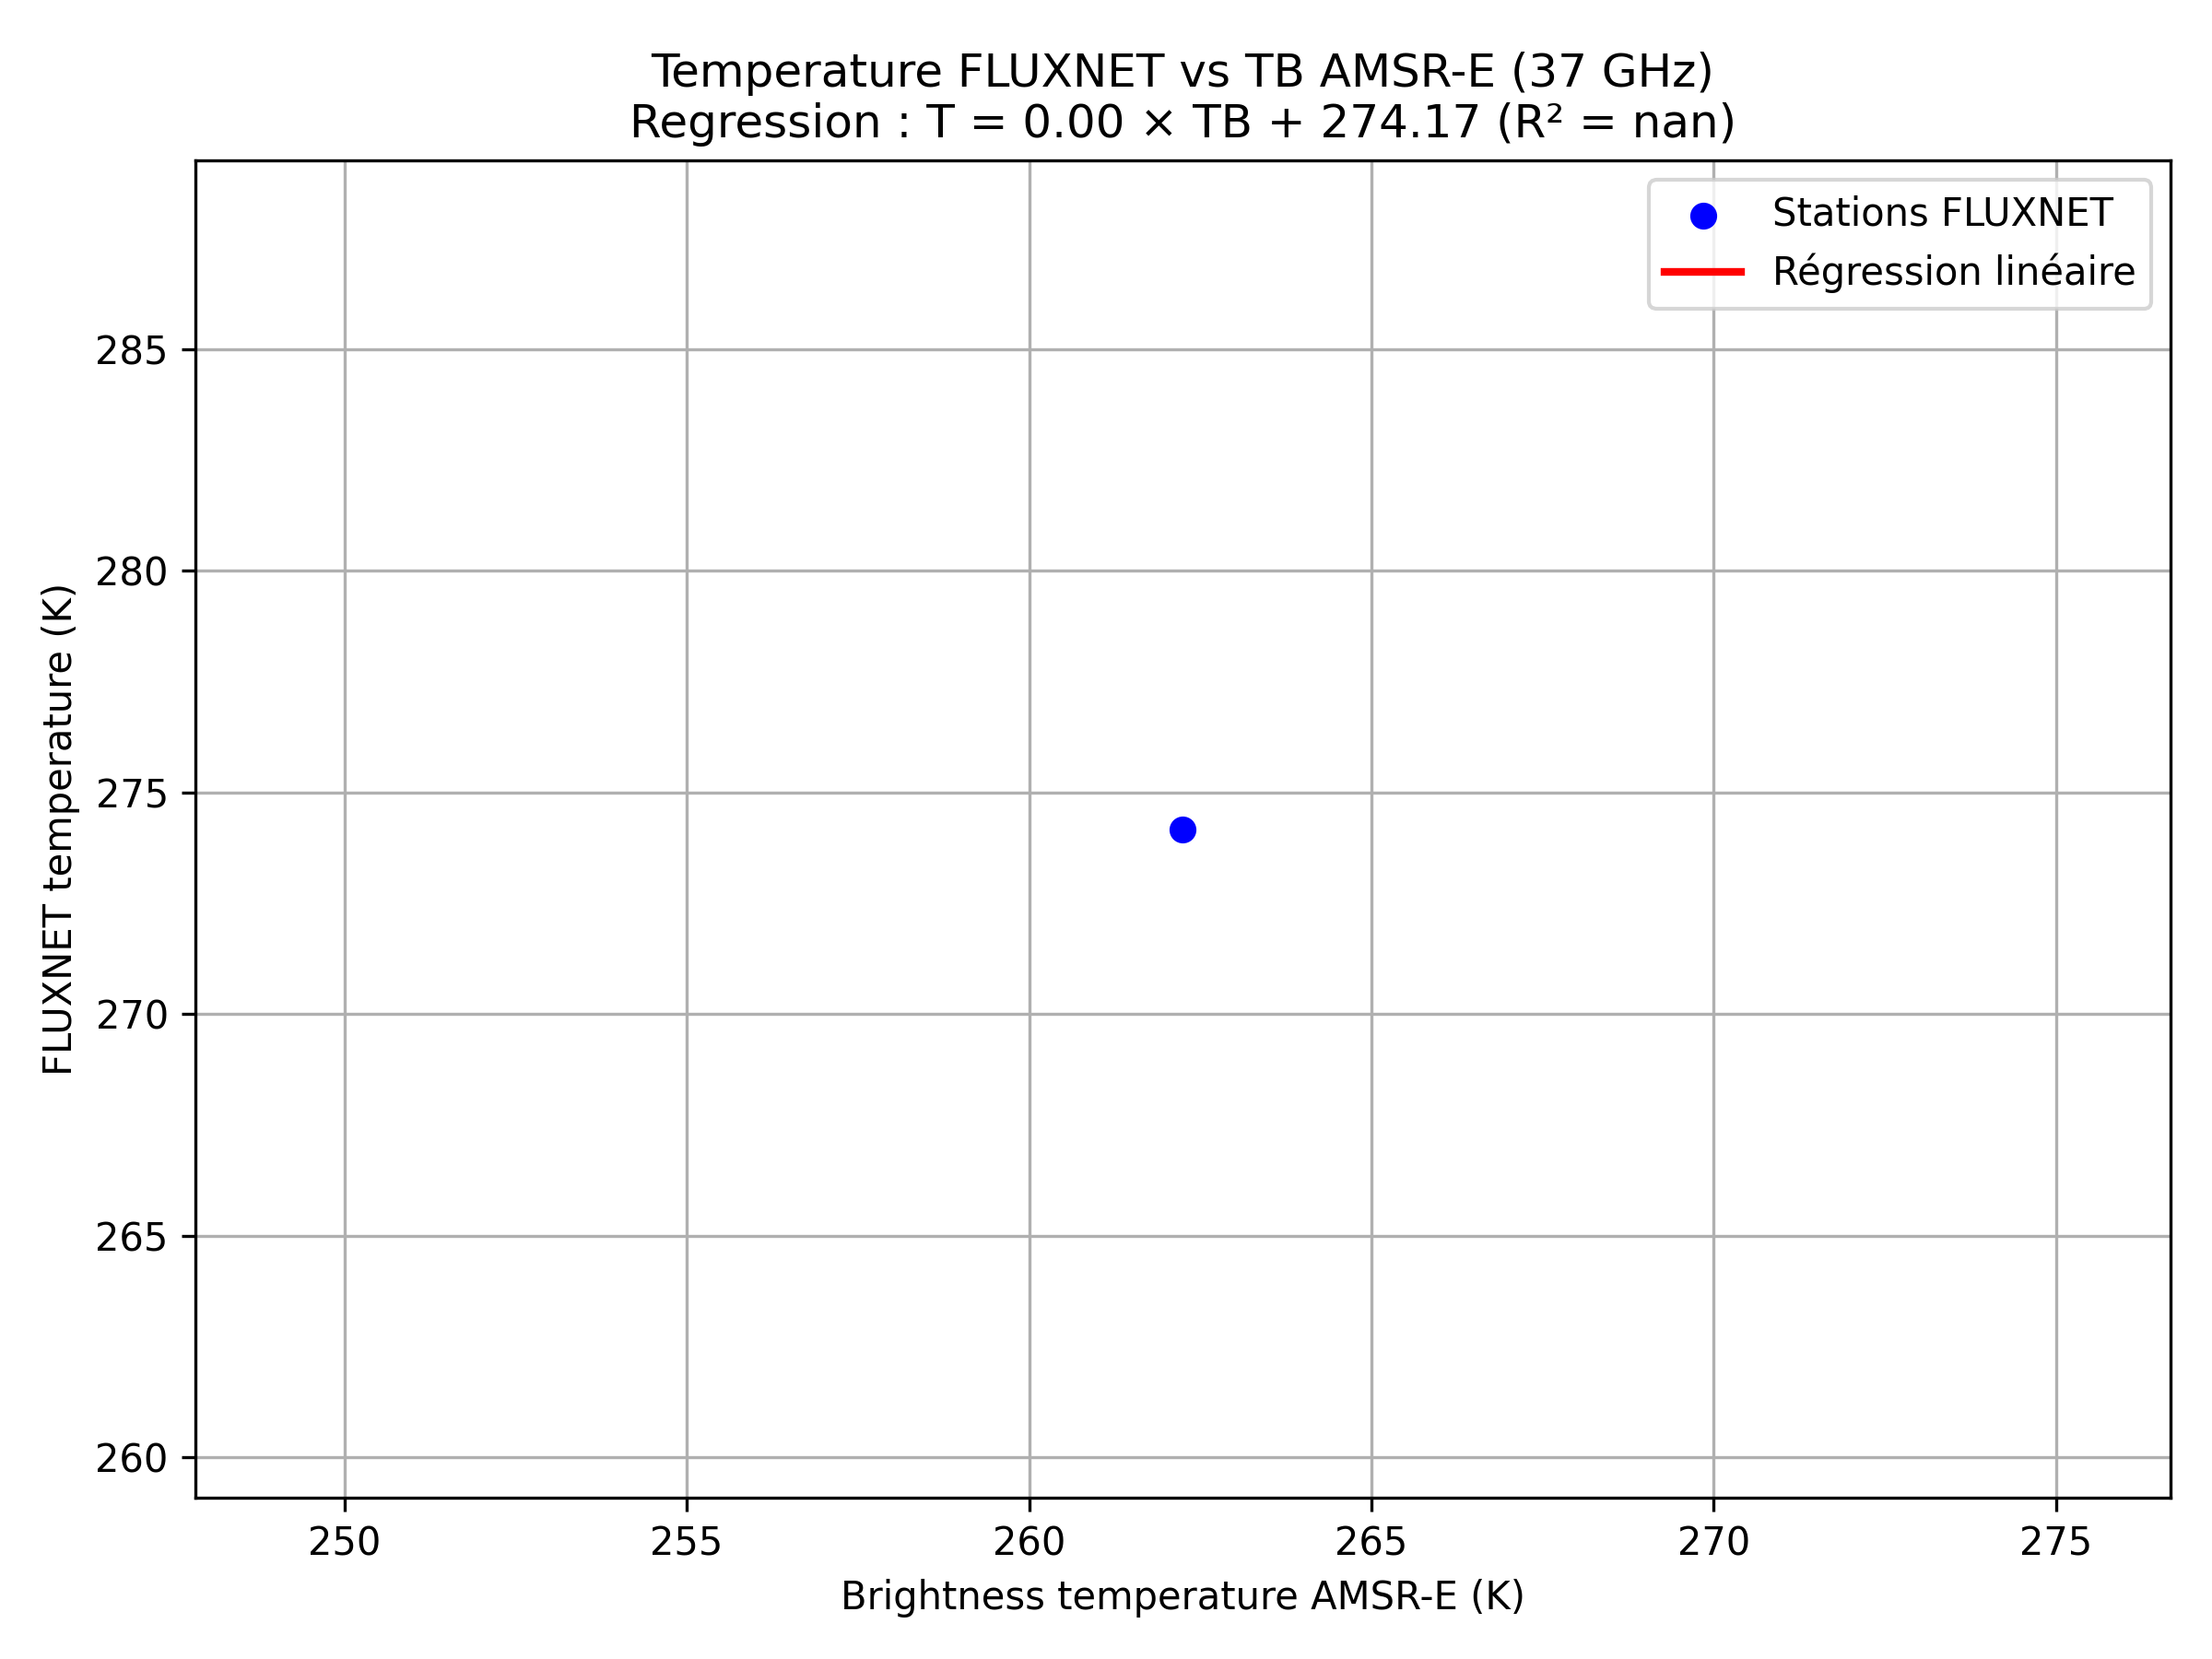 Temperature FLUXNET vs TB AMSR-E (37 GHz)
Regression : T = 0.00 × TB + 274.17 (R² = nan)
Stations FLUXNET
Régression linéaire
285
280
275
270
265
260
FLUXNET temperature (K)
250 255 260 265 270 275
Brightness temperature AMSR-E (K)